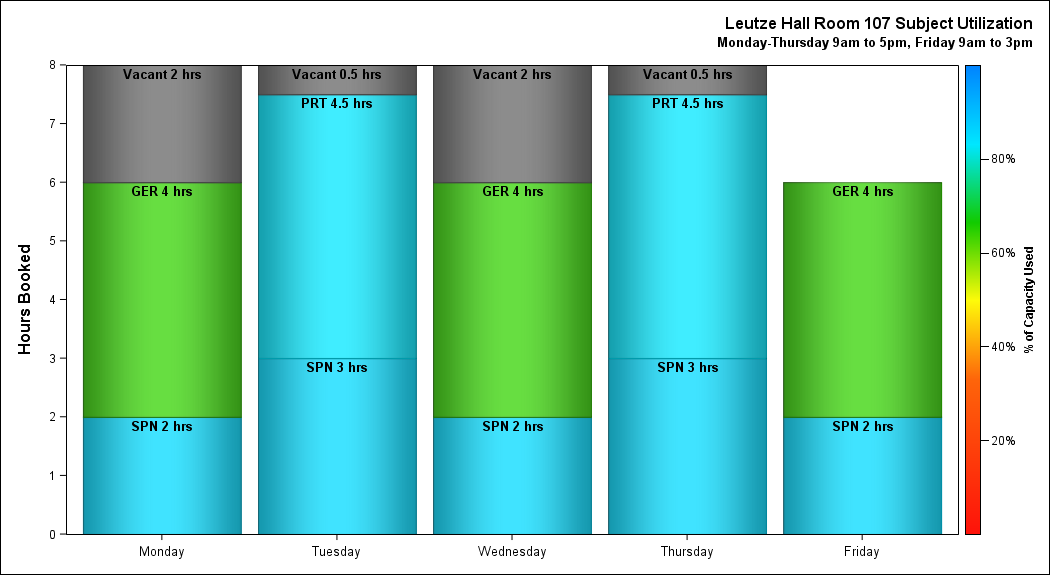 Leutze Hall Room 107 Subject Utilization
Monday-Thursday 9am to 5pm, Friday 9am to 3pm
Hours Booked
8
7
6
5
4
3
2
1
0
Vacant 2 hrs
GER 4 hrs
SPN 2 hrs
Vacant 0.5 hrs
PRT 4.5 hrs
SPN 3 hrs
Vacant 2 hrs
GER 4 hrs
SPN 2 hrs
Vacant 0.5 hrs
PRT 4.5 hrs
SPN 3 hrs
GER 4 hrs
SPN 2 hrs
Monday
Tuesday
Wednesday
Thursday
Friday
80%
60%
40%
20%
% of Capacity Used